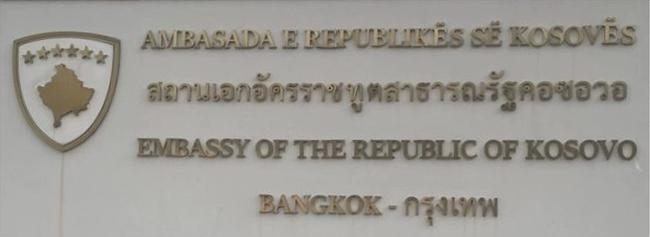 AMBASADA E REPUBLIKËS SË KOSOVËS
สถานเอกอัครราชทูตสาธารณรัฐคอซอวอ
EMBASSY OF THE REPUBLIC OF KOSOVO
BANGKOK - กรุงเทพ